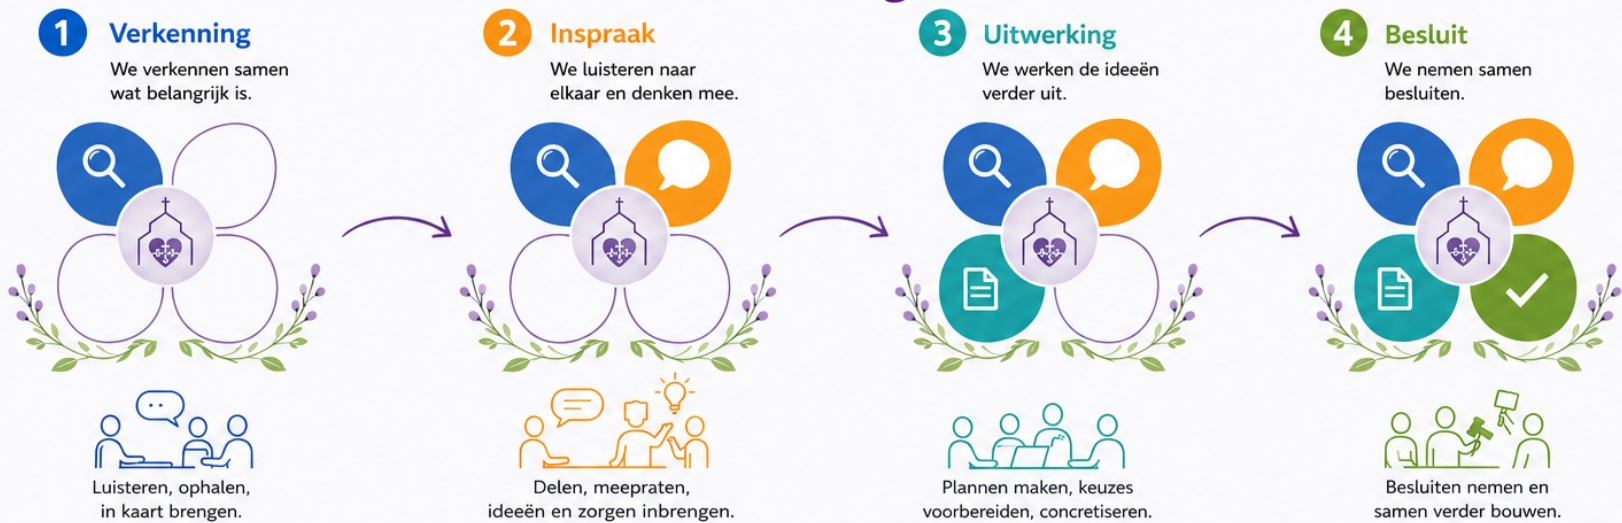 1 Verkenning
We verkennen samen
wat belangrijk is.
Luisteren, ophalen,
in kaart brengen.
2 Inspraak
We luisteren naar
elkaar en denken mee.
Delen, meepraten,
ideeën en zorgen inbrengen.
3 Uitwerking
We werken de ideeën
verder uit.
Plannen maken, keuzes
voorbereiden, concretiseren.
4 Besluit
We nemen samen
besluiten.
Besluiten nemen en
samen verder bouwen.